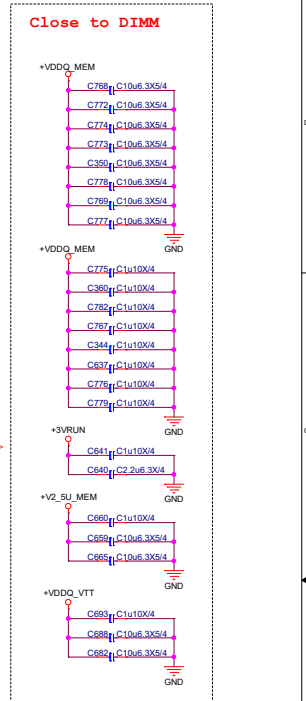 Close to DIMM
+VDDQ_MEM
C768 C10u6.3X5/4
C772 C10u6.3X5/4
C774 C10u6.3X5/4
C773 C10u6.3X5/4
C350 C10u6.3X5/4
C778 C10u6.3X5/4
C769 C10u6.3X5/4
C777 C10u6.3X5/4
GND
+VDDQ_MEM
C775 C1u10X/4
C360 C1u10X/4
C782 C1u10X/4
C767 C1u10X/4
C344 C1u10X/4
C637 C1u10X/4
C776 C1u10X/4
C779 C1u10X/4
GND
+3VRUN
C641 C1u10X/4
C640 C2.2u6.3X/4
GND
+V2_5U_MEM
C660 C1u10X/4
C659 C10u6.3X5/4
C665 C10u6.3X5/4
GND
+VDDQ_VTT
C693 C1u10X/4
C688 C10u6.3X5/4
C682 C10u6.3X5/4
GND